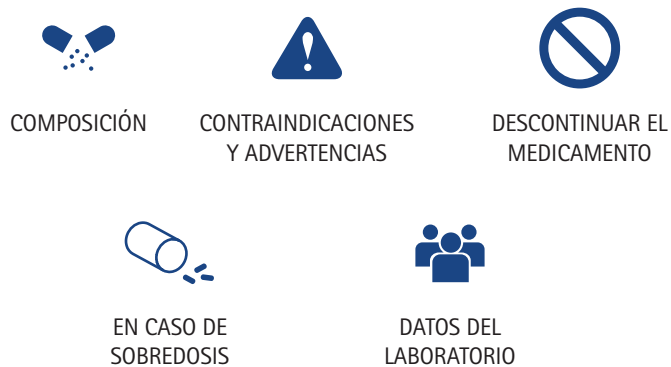 COMPOSICIÓN
CONTRAINDICACIONES
Y ADVERTENCIAS
DESCONTINUAR EL
MEDICAMENTO
EN CASO DE
SOBREDOSIS
DATOS DEL
LABORATORIO